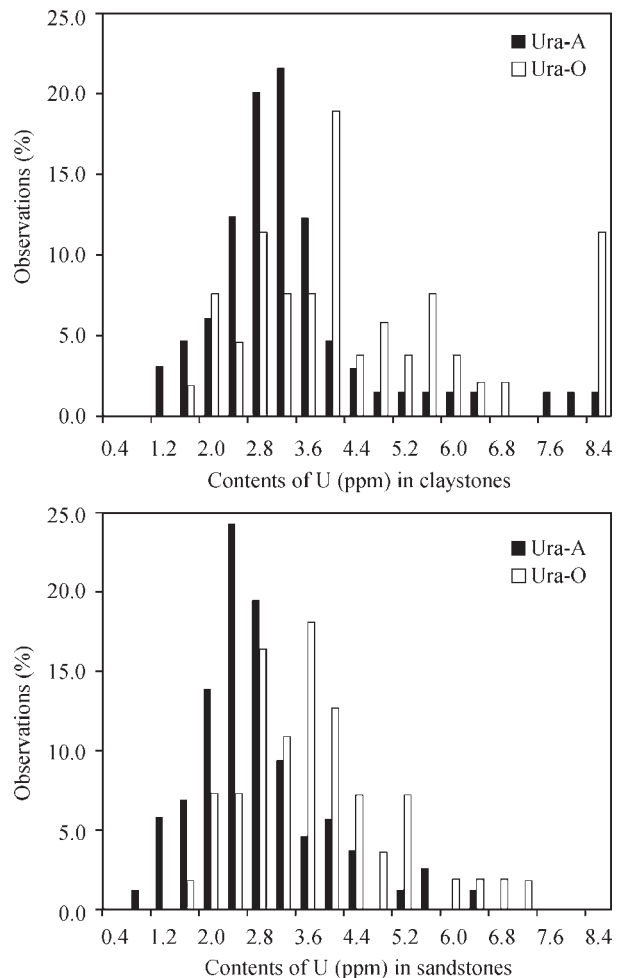 25.0
Ura-A
Ura-O
20.0
15.0
10.0
5.0
0.0
Observations (%)
0.4 1.2 2.0 2.8 3.6 4.4 5.2 6.0 6.8 7.6 8.4
Contents of U (ppm) in claystones
25.0
Ura-A
Ura-O
20.0
15.0
10.0
5.0
0.0
Observations (%)
0.4 1.2 2.0 2.8 3.6 4.4 5.2 6.0 6.8 7.6 8.4
Contents of U (ppm) in sandstones